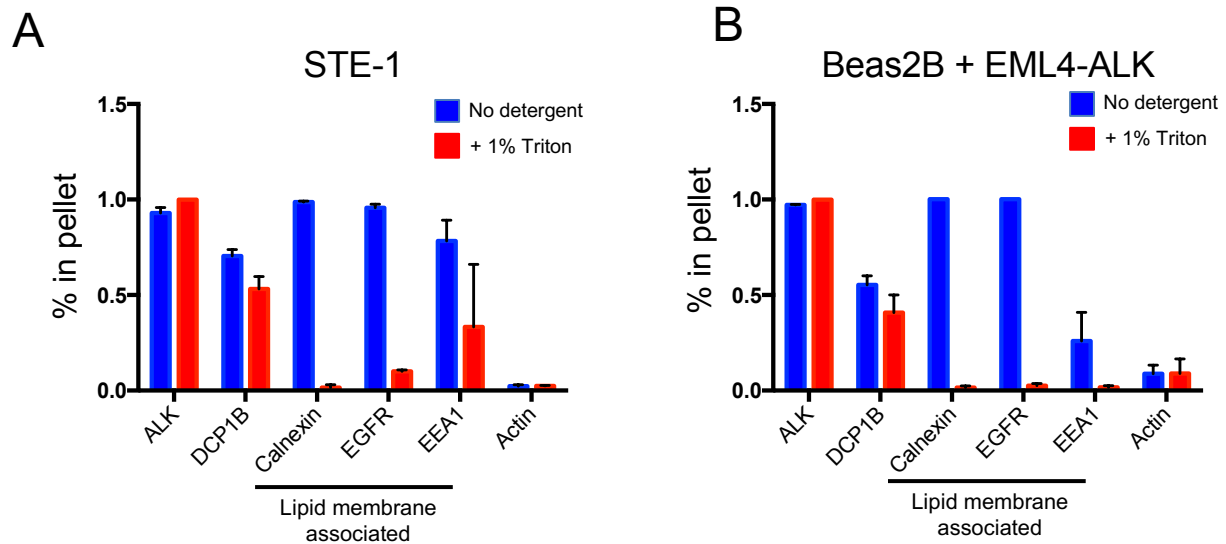 A
STE-1
No detergent
+ 1% Triton
% in pellet
1.5
1.0
0.5
0.0
ALK
DCP1B
Calnexin
EGFR
EEA1
Actin
Lipid membrane
associated
B
Beas2B + EML4-ALK
No detergent
+ 1% Triton
% in pellet
1.5
1.0
0.5
0.0
ALK
DCP1B
Calnexin
EGFR
EEA1
Actin
Lipid membrane
associated